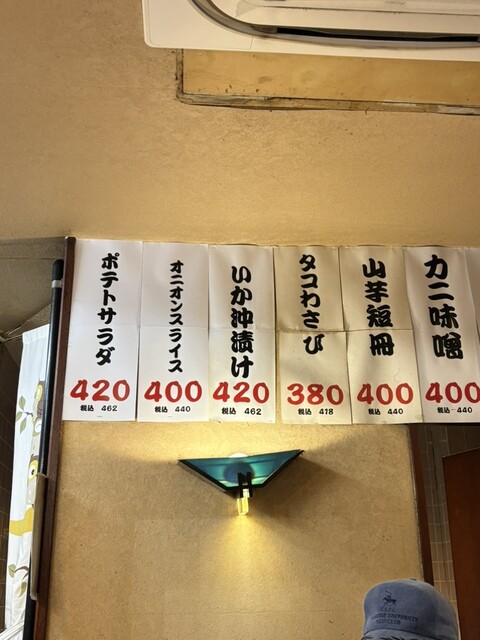 ポテトサラダ
420
税込 462
オニオンスライス
400
税込 440
いか沖漬け
420
税込 462
タコわさび
380
税込 418
山芋短冊
400
税込 440
カニ味噌
400
税込 440